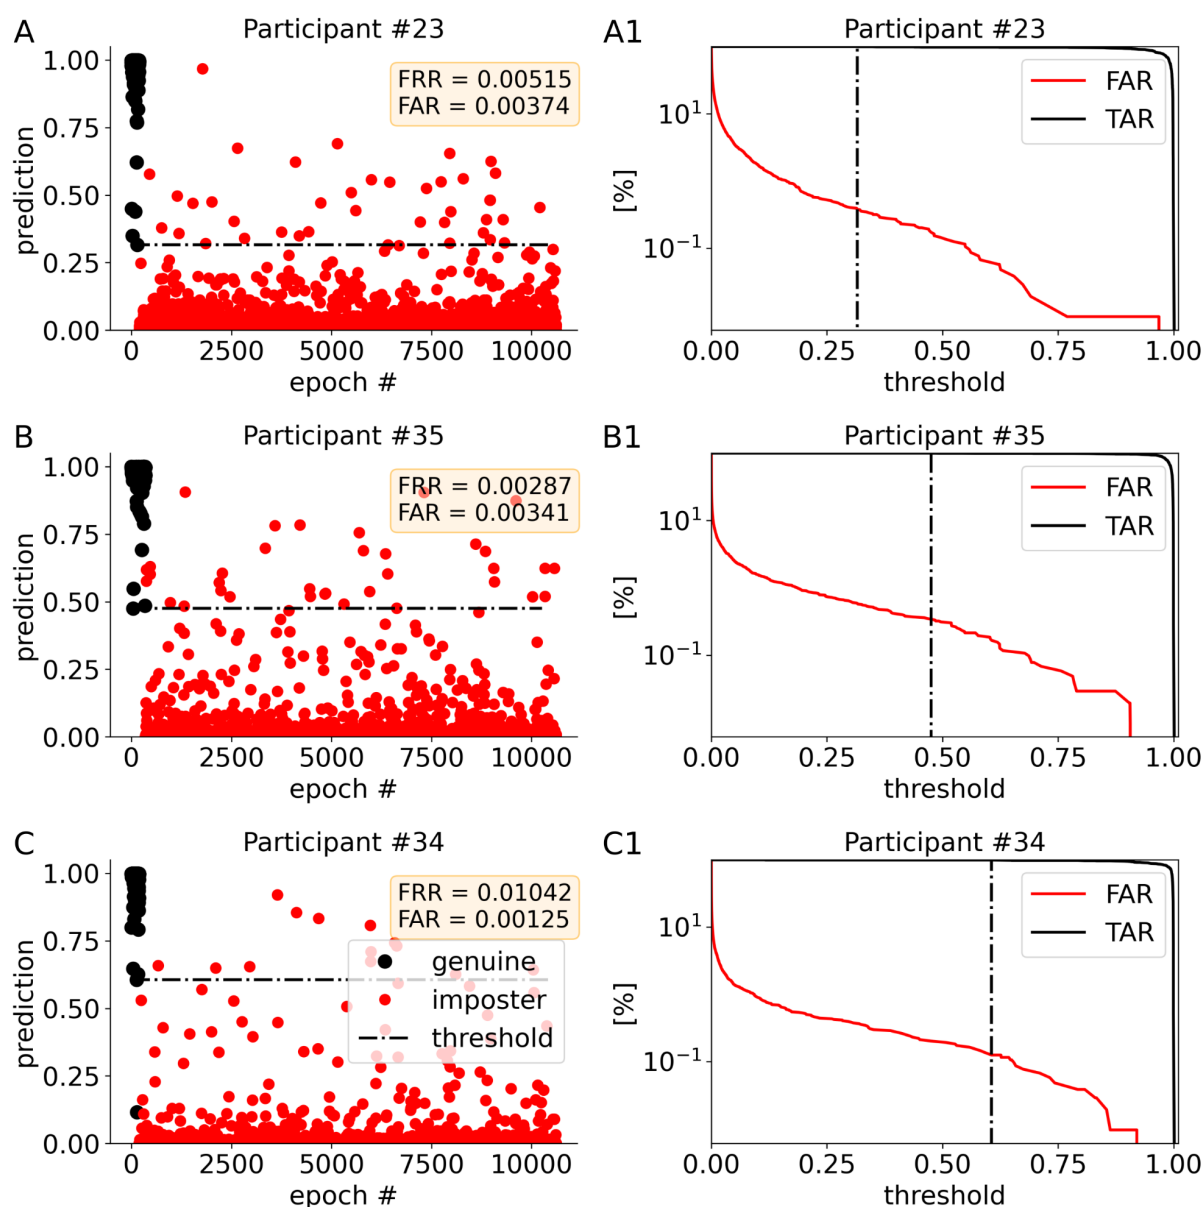 A
Participant #23
1.00
0.75
0.50
0.25
0.00
prediction
FRR = 0.00515
FAR = 0.00374
0
2500
5000
7500
10000
epoch #
A1
Participant #23
10¹
10⁻¹
[%]
FAR
TAR
0.00
0.25
0.50
0.75
1.00
threshold
B
Participant #35
1.00
0.75
0.50
0.25
0.00
prediction
FRR = 0.00287
FAR = 0.00341
0
2500
5000
7500
10000
epoch #
B1
Participant #35
10¹
10⁻¹
[%]
FAR
TAR
0.00
0.25
0.50
0.75
1.00
threshold
C
Participant #34
1.00
0.75
0.50
0.25
0.00
prediction
FRR = 0.01042
FAR = 0.00125
genuine
imposter
threshold
0
2500
5000
7500
10000
epoch #
C1
Participant #34
10¹
10⁻¹
[%]
FAR
TAR
0.00
0.25
0.50
0.75
1.00
threshold